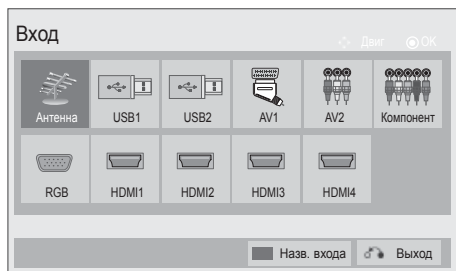 Вход
Двиг OK
Антенна USB1 USB2 AV1 AV2 Компонент
RGB HDMI1 HDMI2 HDMI3 HDMI4
Назв. входа Выход